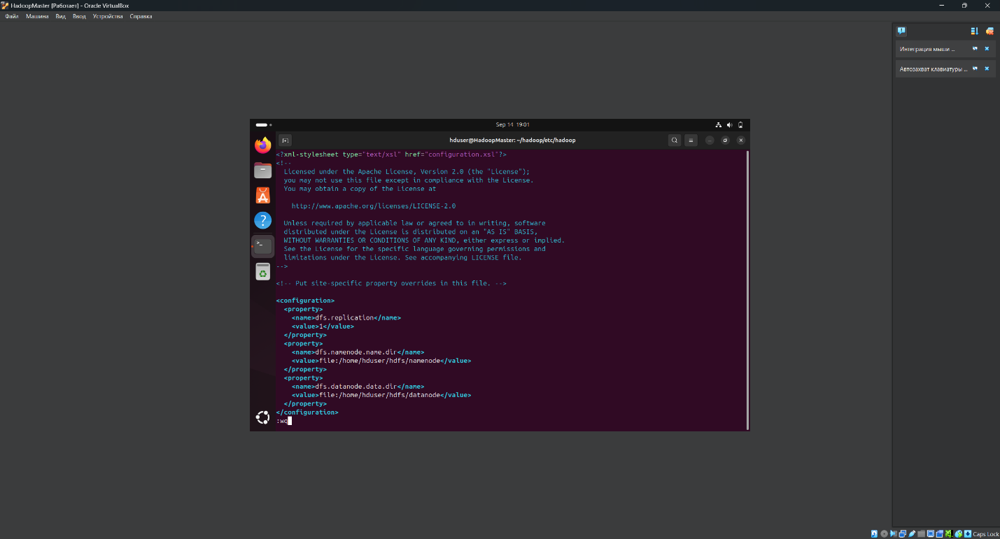 HadoopMaster [Работает] - Oracle VirtualBox
Файл Машина Вид Ввод Устройства Справка
Интеграция мыши ...
Автозахват клавиатуры ...
Sep 14 19:01
hduser@HadoopMaster: ~/hadoop/etc/hadoop
<?xml-stylesheet type="text/xsl" href="configuration.xsl"?>
<!--
Licensed under the Apache License, Version 2.0 (the "License");
you may not use this file except in compliance with the License.
You may obtain a copy of the License at
http://www.apache.org/licenses/LICENSE-2.0
Unless required by applicable law or agreed to in writing, software
distributed under the License is distributed on an "AS IS" BASIS,
WITHOUT WARRANTIES OR CONDITIONS OF ANY KIND, either express or implied.
See the License for the specific language governing permissions and
limitations under the License. See accompanying LICENSE file.
-->
<!-- Put site-specific property overrides in this file. -->
<configuration>
<property>
<name>dfs.replication</name>
<value>1</value>
</property>
<property>
<name>dfs.namenode.name.dir</name>
<value>file:/home/hduser/hdfs/namenode</value>
</property>
<property>
<name>dfs.datanode.data.dir</name>
<value>file:/home/hduser/hdfs/datanode</value>
</property>
</configuration>
:wq
Caps Lock